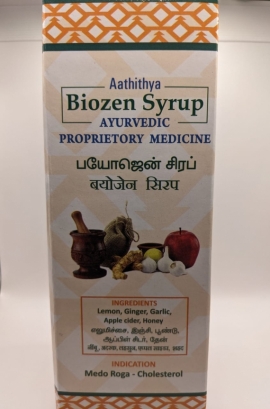 Aathithya
Biozen Syrup
AYURVEDIC
PROPRIETORY MEDICINE
பயோஜென் சிரப்
बयोजेन सिरप
INGREDIENTS
Lemon, Ginger, Garlic,
Apple cider, Honey
எலுமிச்சை, இஞ்சி, பூண்டு,
ஆப்பிள் சிடர், தேன்
INDICATION
Medo Roga - Cholesterol